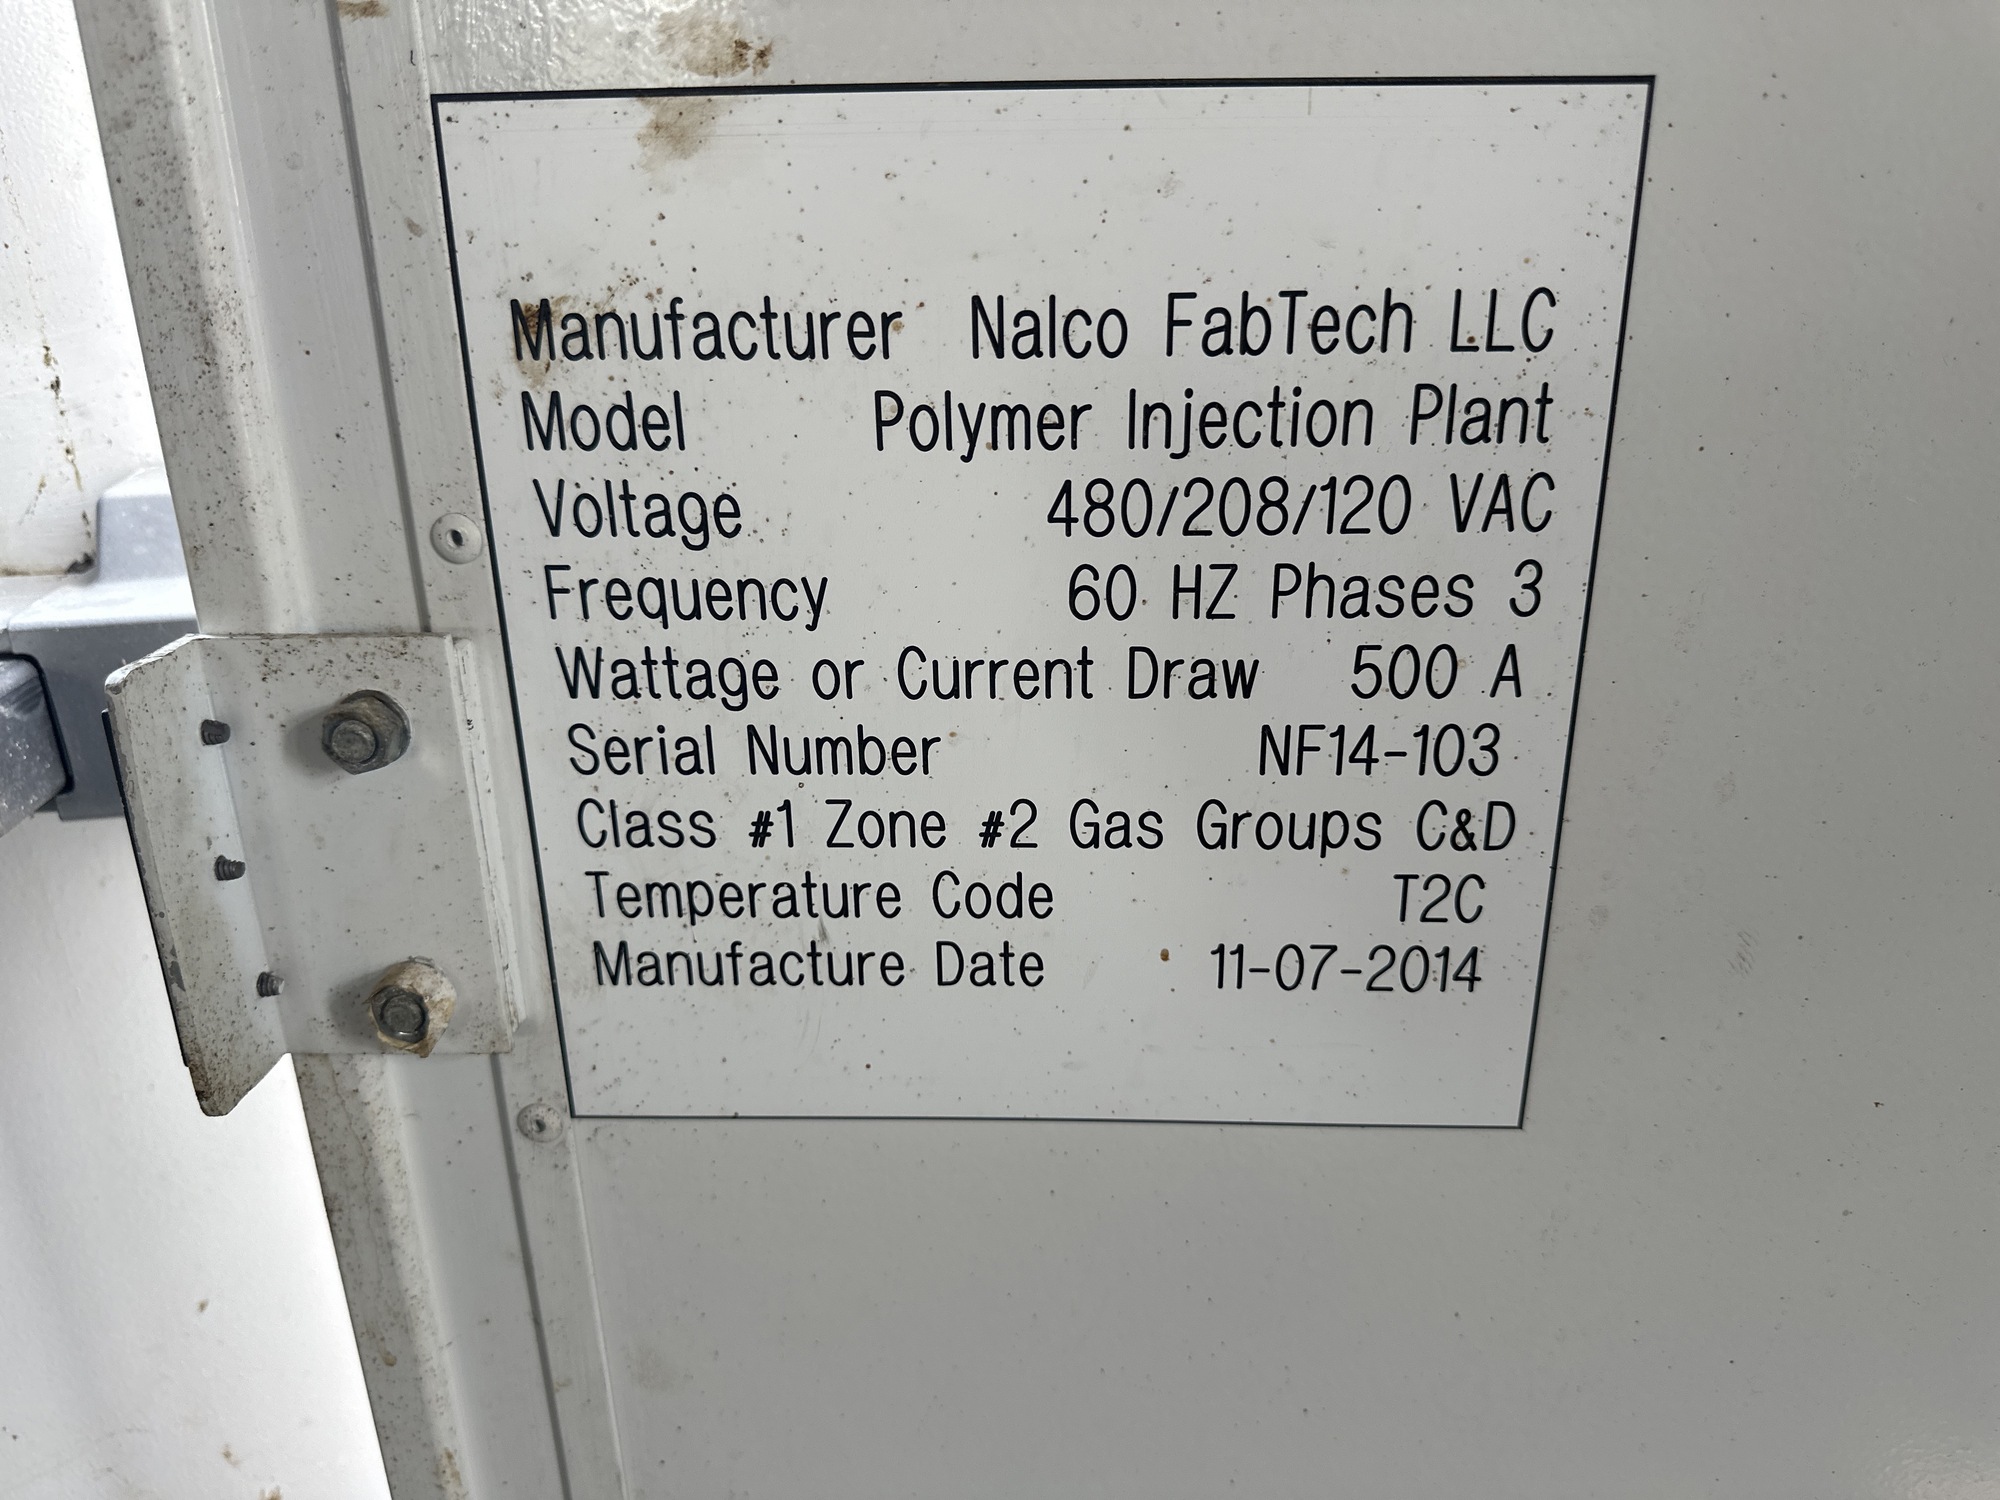 Manufacturer Nalco FabTech LLC
Model Polymer Injection Plant
Voltage 480/208/120 VAC
Frequency 60 HZ Phases 3
Wattage or Current Draw 500 A
Serial Number NF14-103
Class #1 Zone #2 Gas Groups C&D
Temperature Code T2C
Manufacture Date 11-07-2014